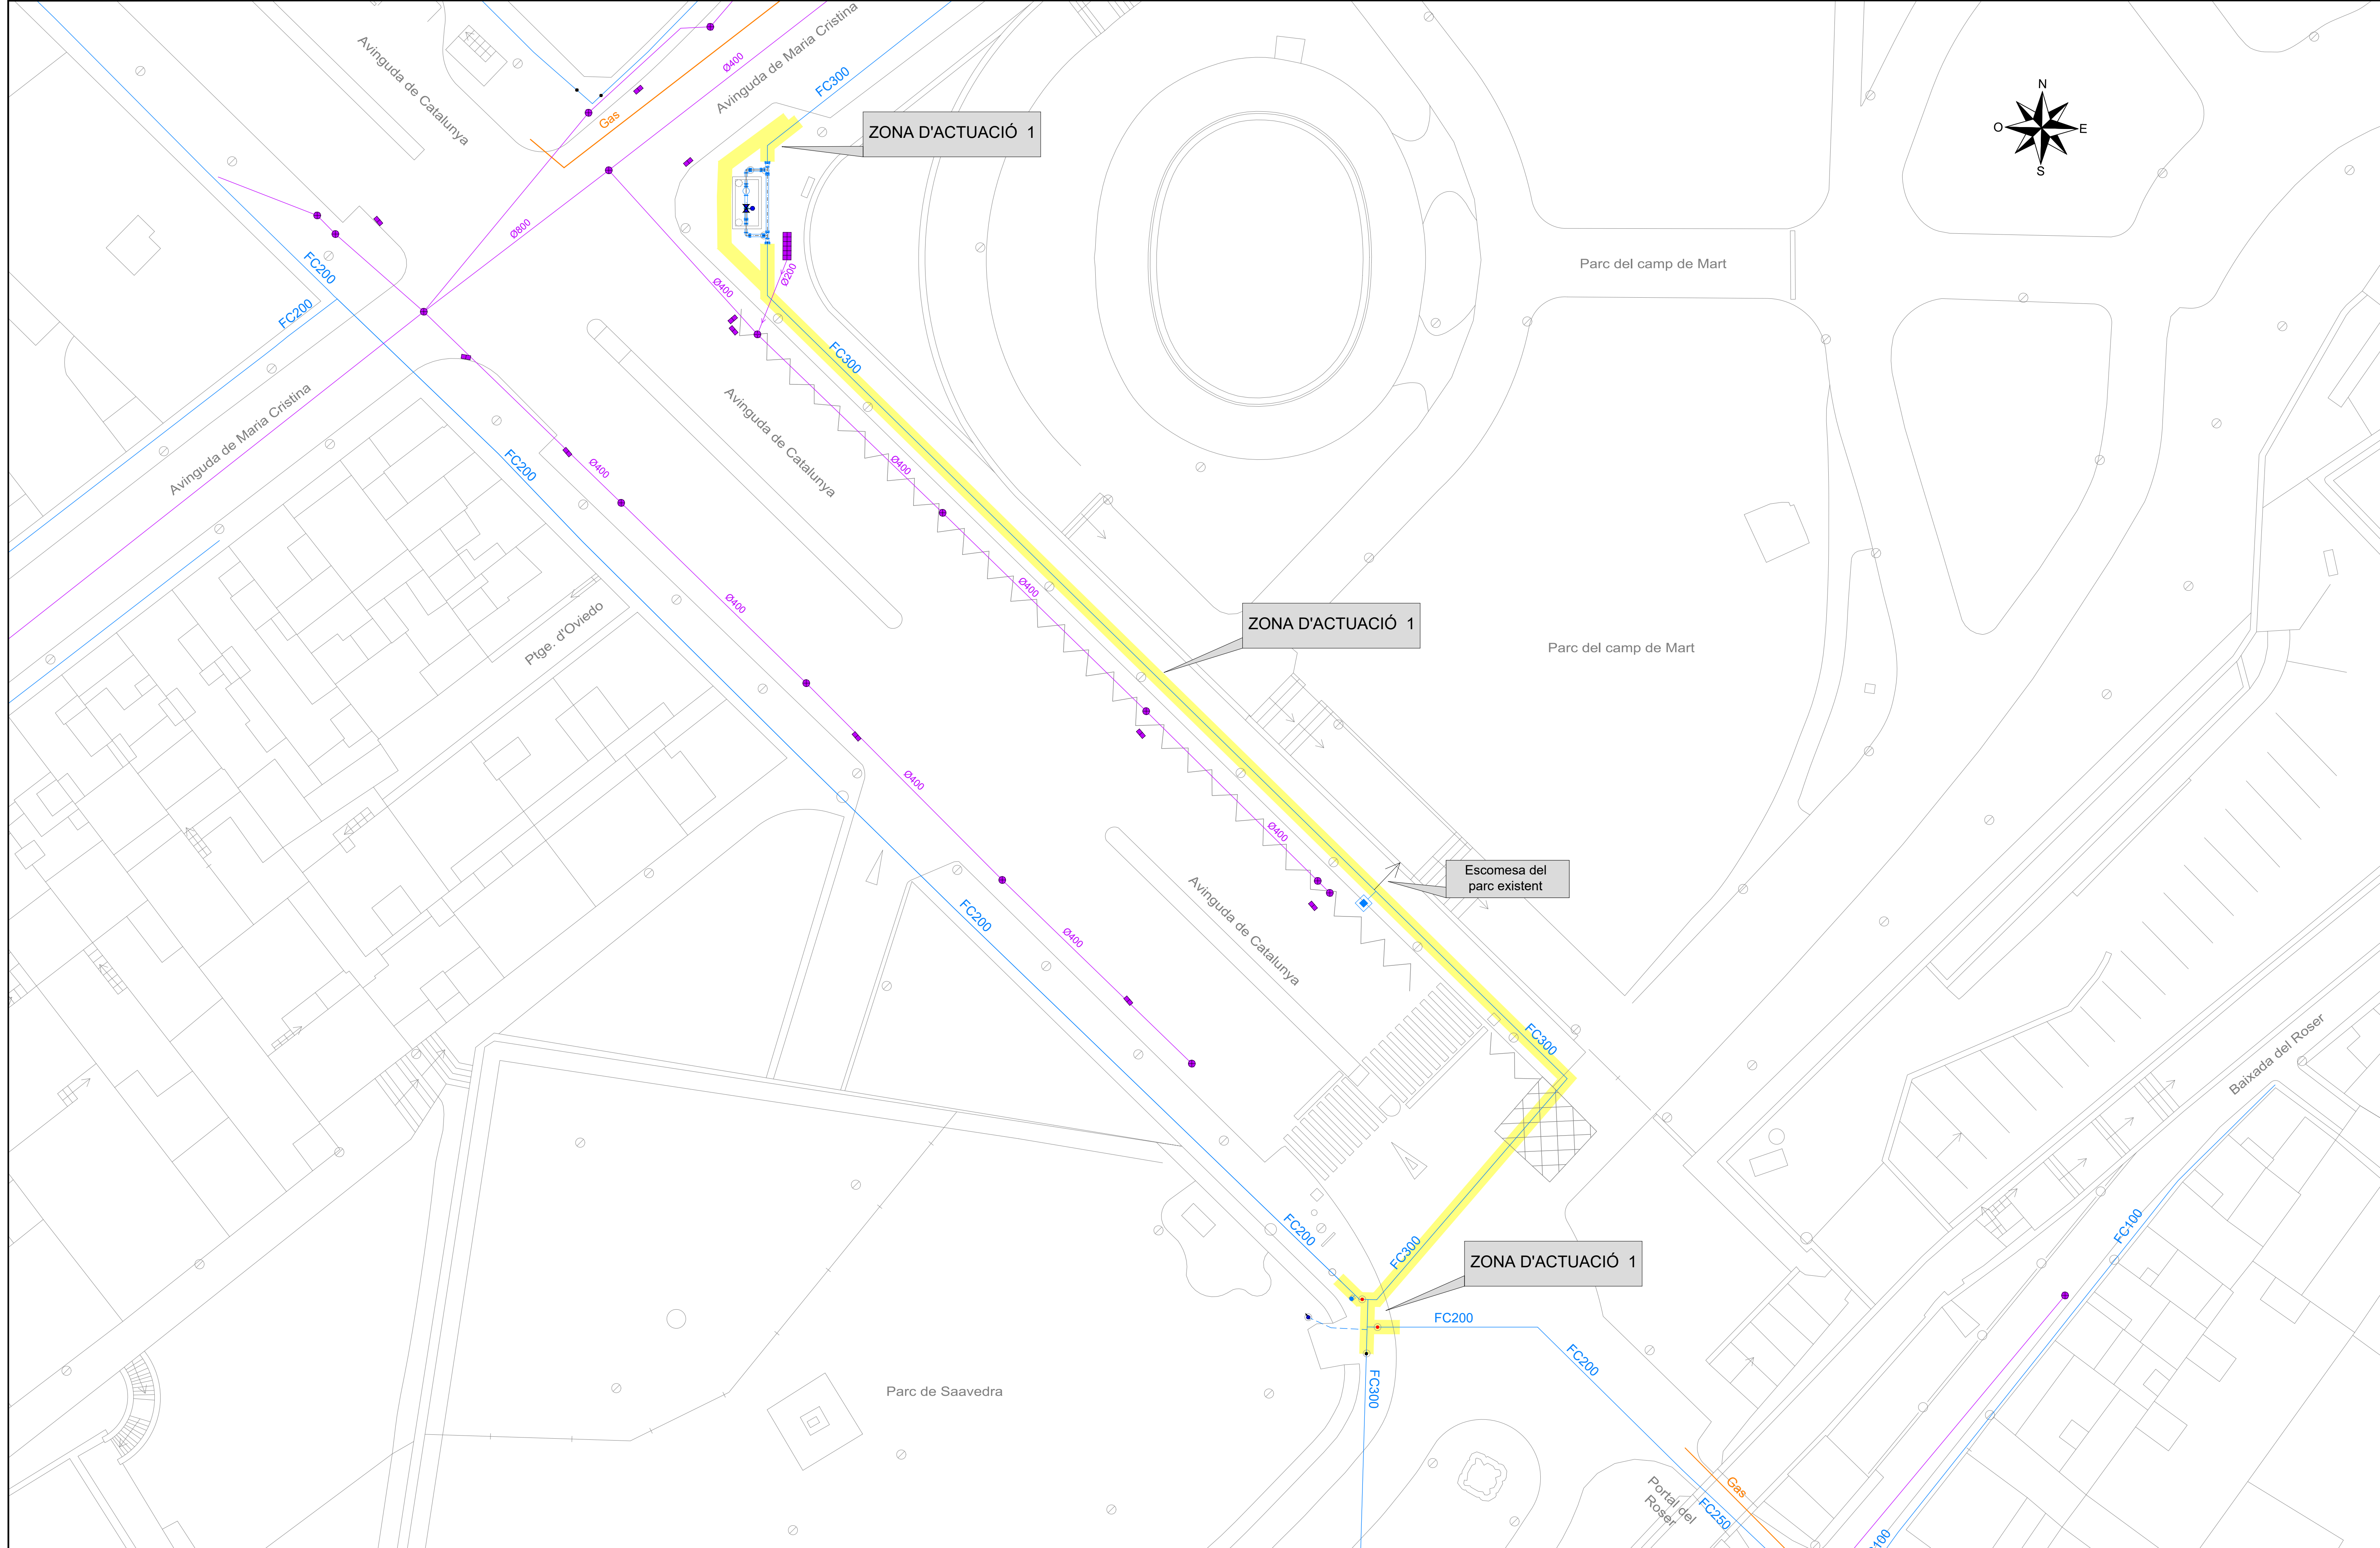 Avinguda de Catalunya
Ø400
Avinguda de Maria Cristina
FC300
Gas
ZONA D'ACTUACIÓ 1
N
O
E
S
Ø800
FC200
FC200
Ø400
Ø200
Parc del camp de Mart
FC300
Avinguda de Maria Cristina
Avinguda de Catalunya
FC200
Ø400
Ø400
Ø400
Ø400
Ptge. d'Oviedo
ZONA D'ACTUACIÓ 1
Parc del camp de Mart
Ø400
Ø400
Escomesa del
parc existent
FC200
Avinguda de Catalunya
Ø400
FC300
Baixada del Roser
FC200
FC300
FC100
ZONA D'ACTUACIÓ 1
FC200
FC200
FC300
Parc de Saavedra
Portal del
Roser
Gas
FC250